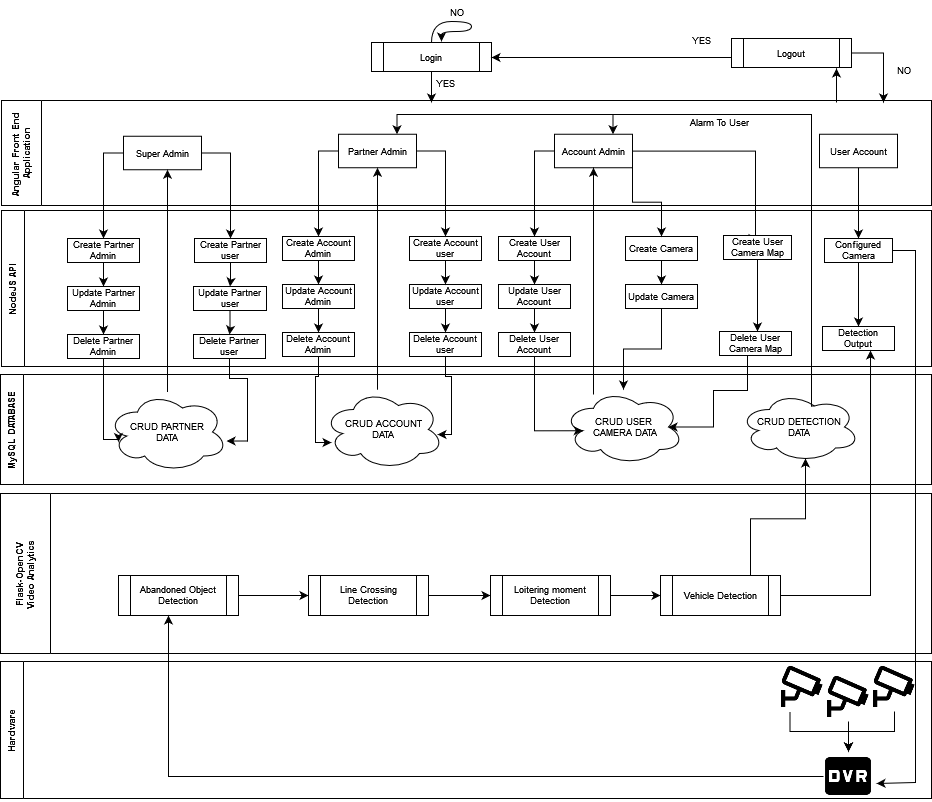 NO
Login
YES
Logout
YES
NO
Angular Front End
Application
Alarm To User
Super Admin
Partner Admin
Account Admin
User Account
NodeJS API
Create Partner
Admin
Create Partner
user
Create Account
Admin
Create Account
user
Create User
Account
Create Camera
Create User
Camera Map
Configured
Camera
Update Partner
Admin
Update Partner
user
Update Account
Admin
Update Account
user
Update User
Account
Update Camera
Delete Partner
Admin
Delete Partner
user
Delete Account
Admin
Delete Account
user
Delete User
Account
Delete User
Camera Map
Detection
Output
MySQL DATABASE
CRUD PARTNER
DATA
CRUD ACCOUNT
DATA
CRUD USER
CAMERA DATA
CRUD DETECTION
DATA
Flask-OpenCV
Video Analytics
Abandoned Object
Detection
Line Crossing
Detection
Loitering moment
Detection
Vehicle Detection
Hardware
DVR